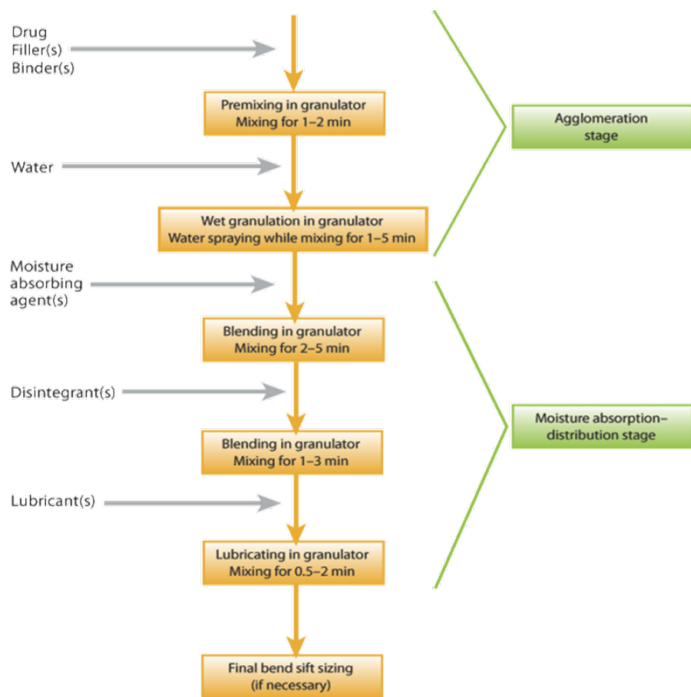 Drug
Filler(s)
Binder(s)
Premixing in granulator
Mixing for 1–2 min
Agglomeration
stage
Water
Wet granulation in granulator
Water spraying while mixing for 1–5 min
Moisture
absorbing
agent(s)
Blending in granulator
Mixing for 2–5 min
Disintegrant(s)
Moisture absorption–
distribution stage
Blending in granulator
Mixing for 1–3 min
Lubricant(s)
Lubricating in granulator
Mixing for 0.5–2 min
Final bend sift sizing
(if necessary)